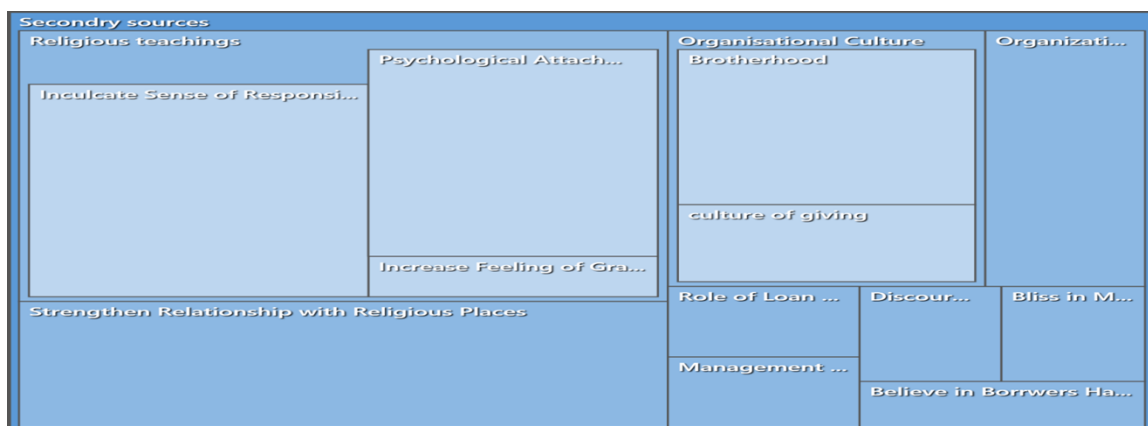 Secondry sources
Religious teachings
Psychological Attach...
Inculcate Sense of Responsi...
Increase Feeling of Gra...
Strengthen Relationship with Religious Places
Organisational Culture
Brotherhood
culture of giving
Organizati...
Role of Loan ...
Discour...
Bliss in M...
Management ...
Believe in Borrwers Ha...